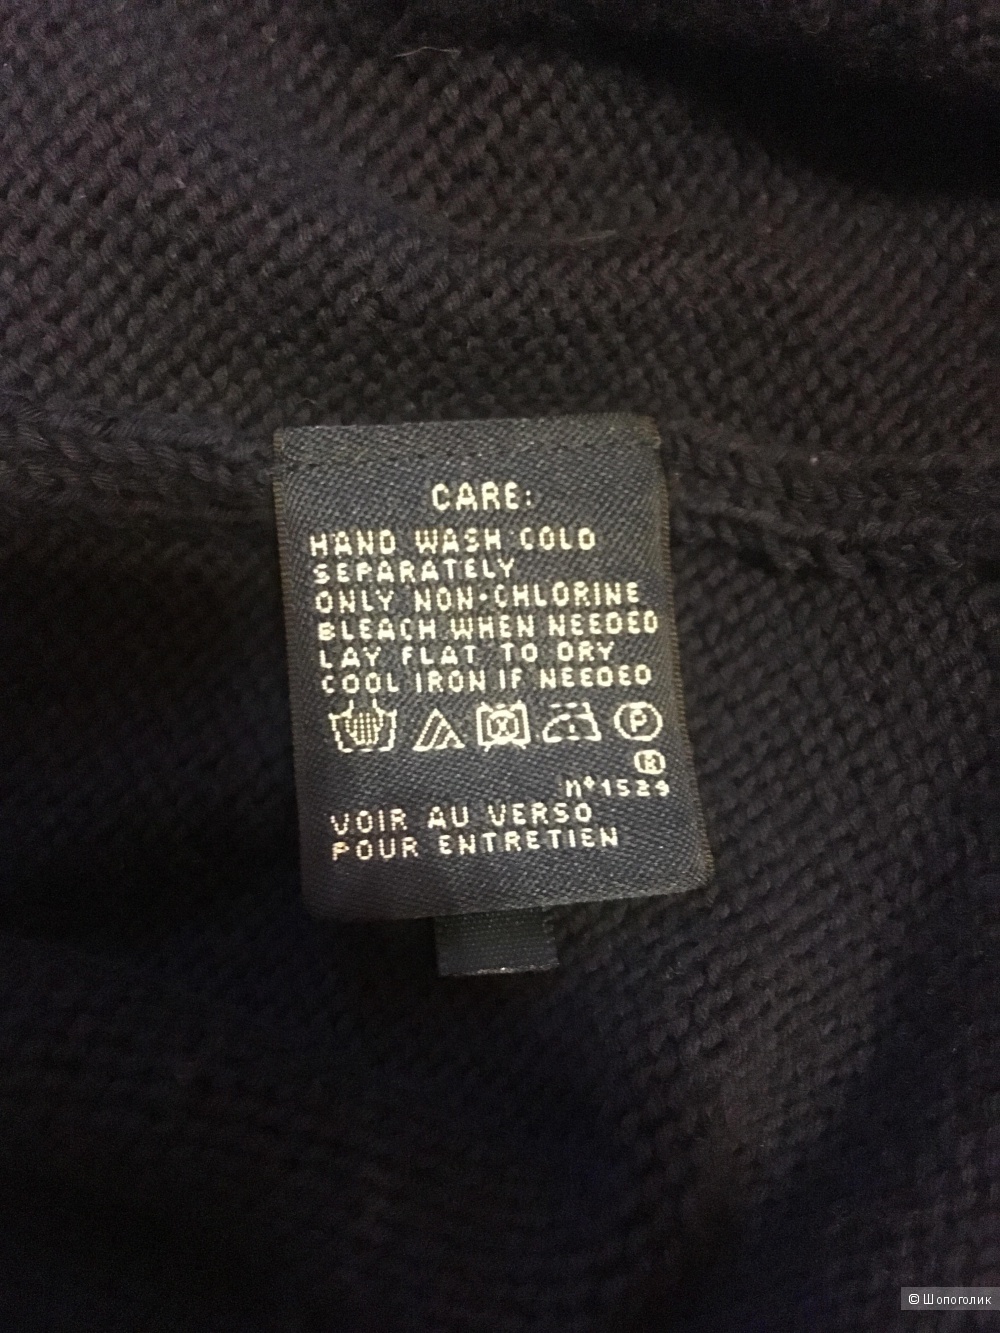 CARE:
HAND WASH COLD
SEPARATELY
ONLY NON-CHLORINE
BLEACH WHEN NEEDED
LAY FLAT TO DRY
COOL IRON IF NEEDED
P
®
VOIR AU VERSO
POUR ENTRETIEN
© Шопоголик